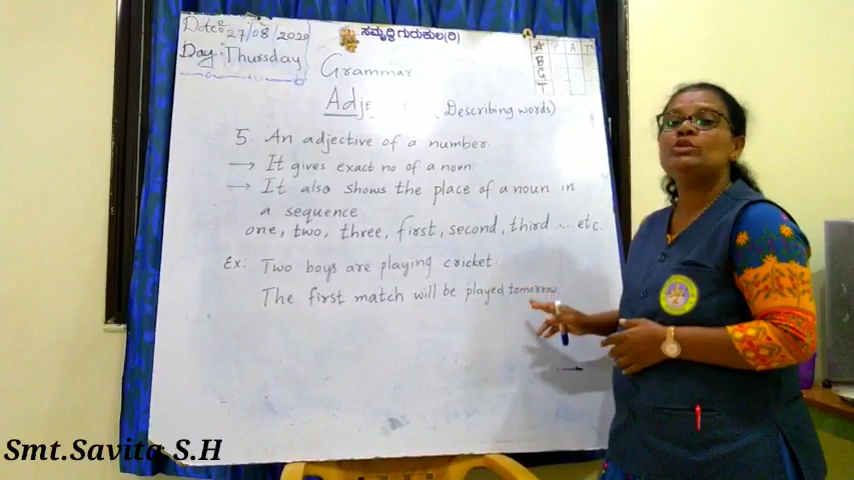 Date: 27/08/2020
Day: Thursday
ಸಮೃದ್ಧಿ ಗುರುಕುಲ(ರಿ)
P A T
B
G
T
Grammar
Adje Describing words)
5 An adjective of a number
→ It gives exact no of a noun
→ It also shows the place of a noun in
a sequence
one, two, three, first, second, third .... etc.
Ex: Two boys are playing cricket.
The first match will be played tomorrow.
Smt.Savita S.H